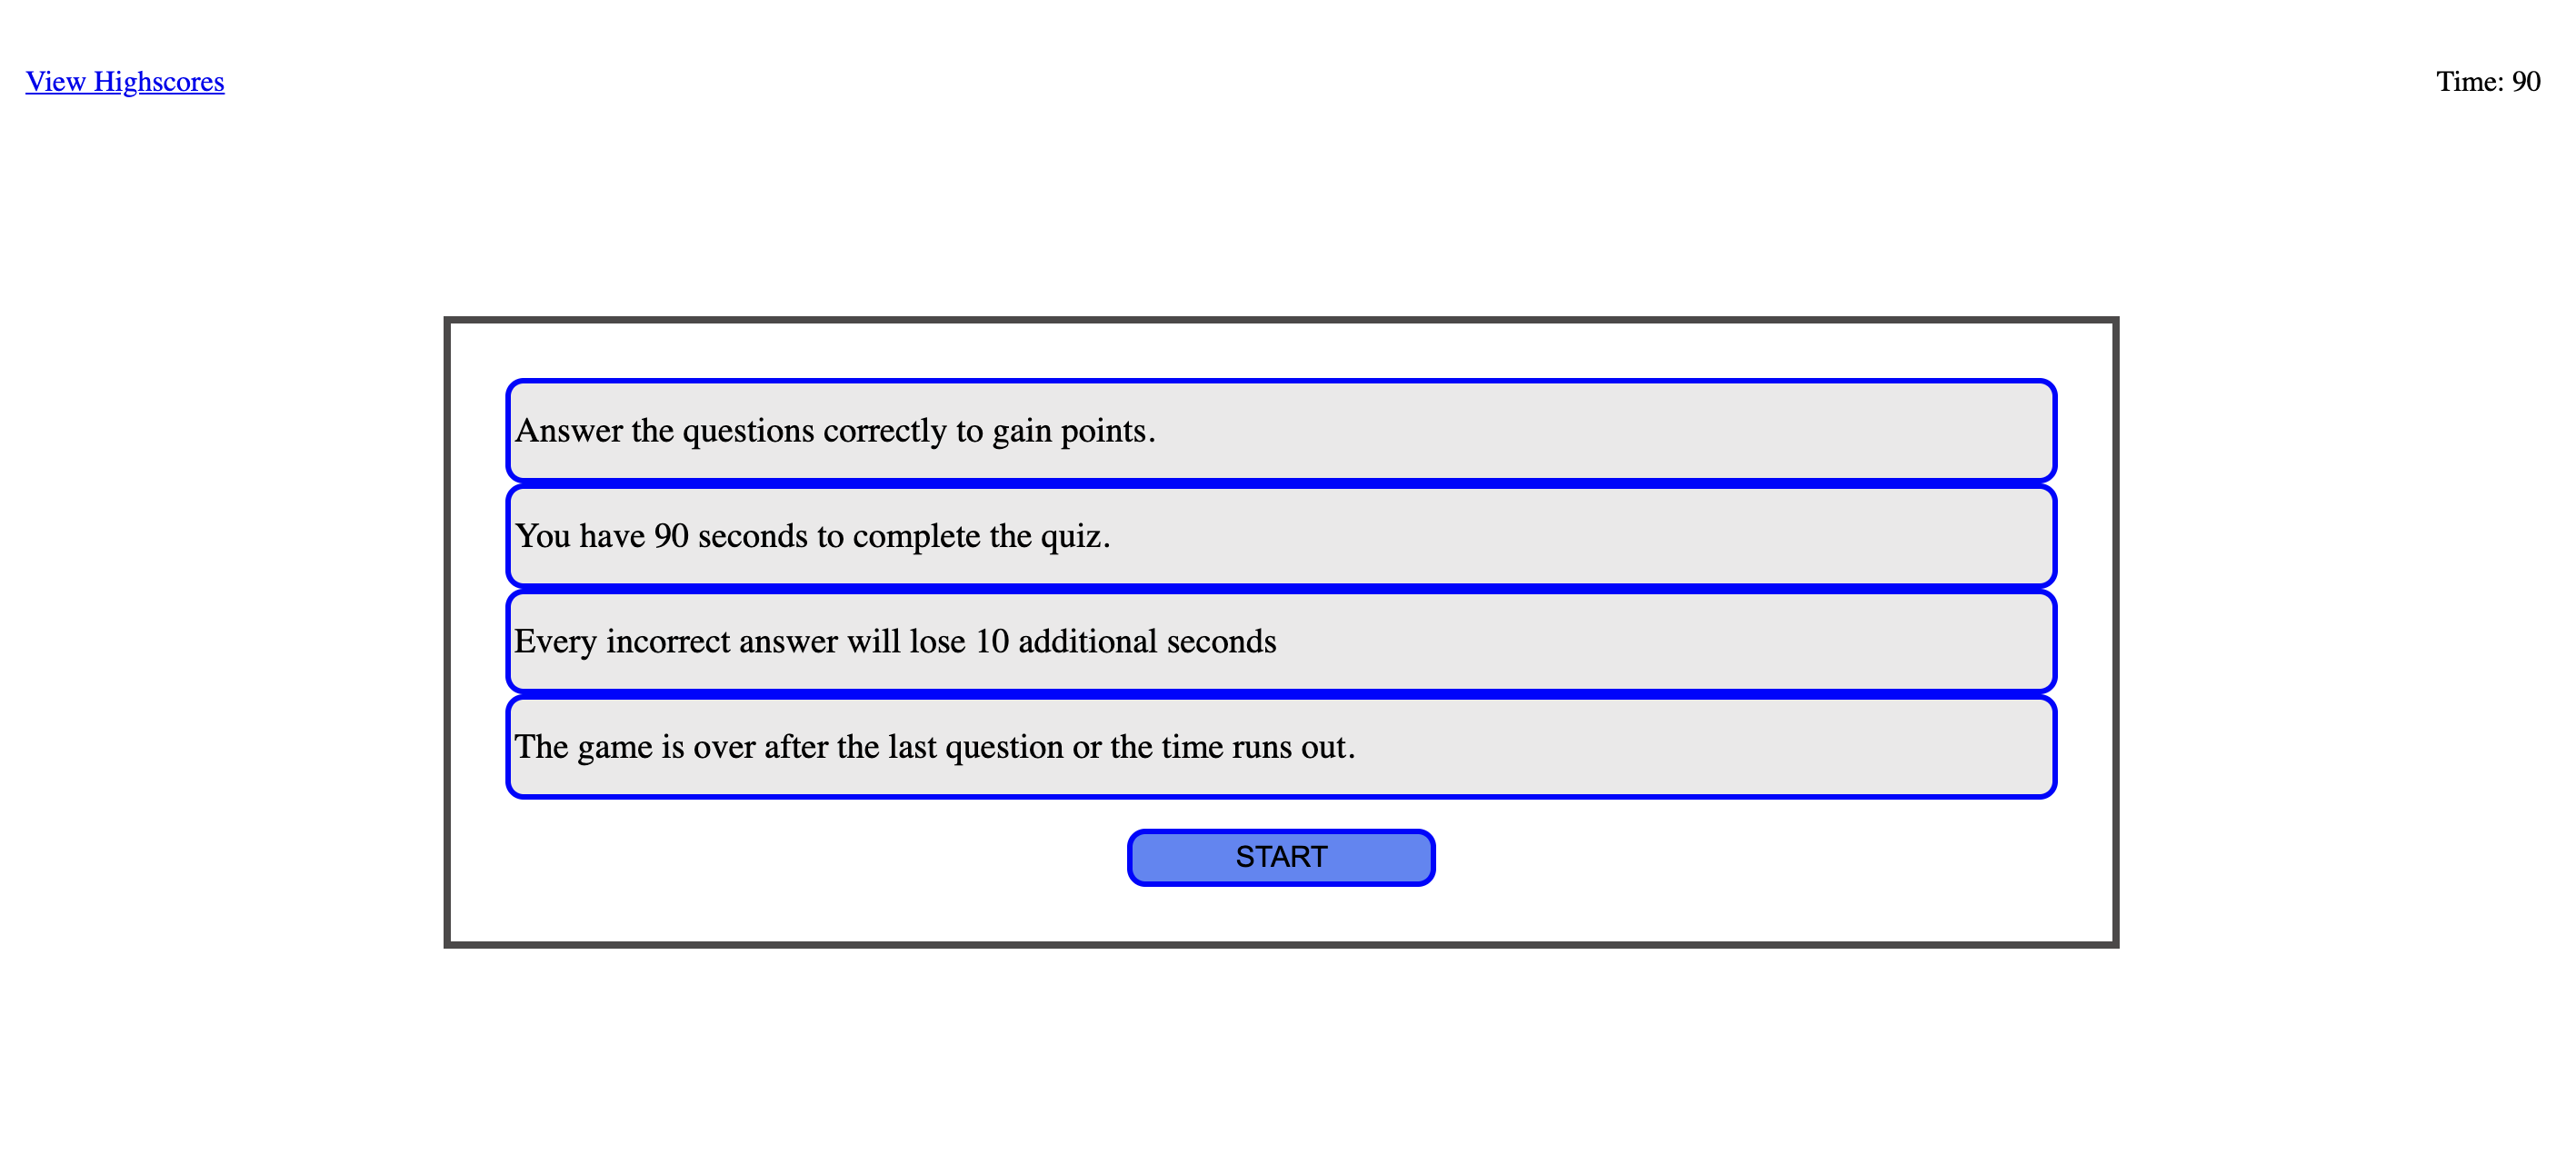 View Highscores
Time: 90
Answer the questions correctly to gain points.
You have 90 seconds to complete the quiz.
Every incorrect answer will lose 10 additional seconds
The game is over after the last question or the time runs out.
START